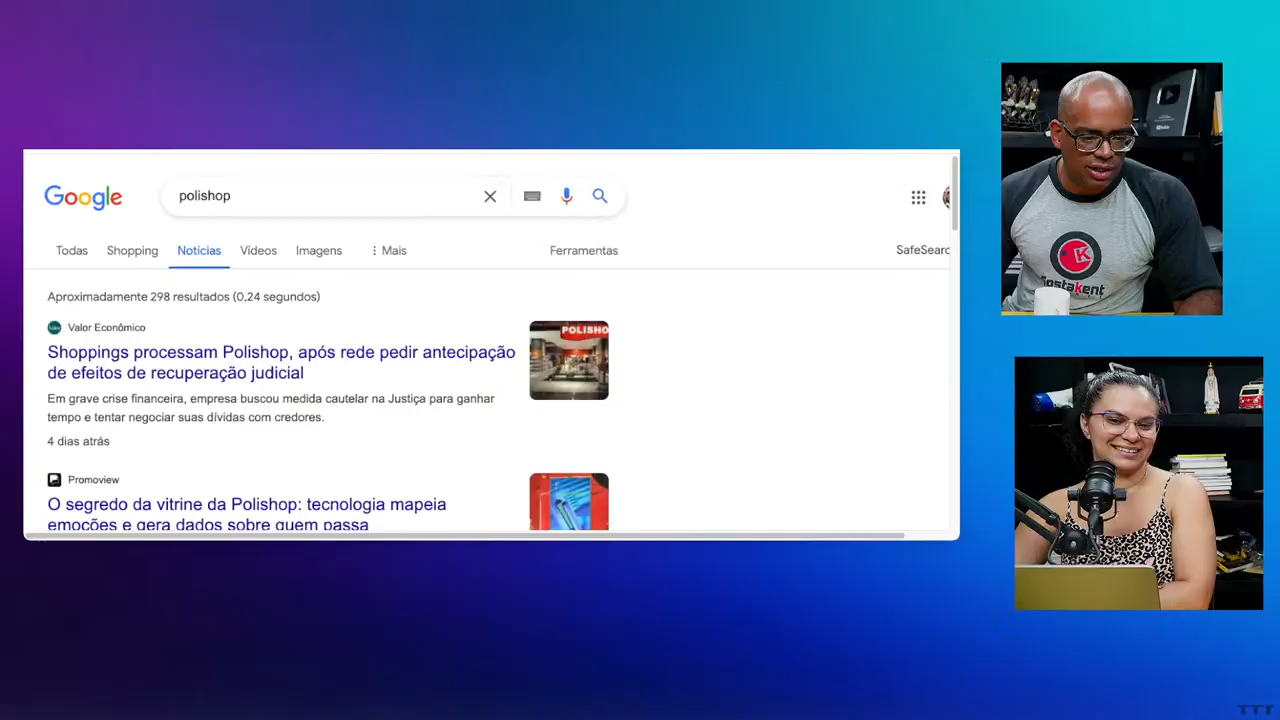 Google
polishop
Todas Shopping Notícias Vídeos Imagens Mais Ferramentas SafeSearc
Aproximadamente 298 resultados (0,24 segundos)
Valor Econômico
Shoppings processam Polishop, após rede pedir antecipação
de efeitos de recuperação judicial
Em grave crise financeira, empresa buscou medida cautelar na Justiça para ganhar
tempo e tentar negociar suas dívidas com credores.
4 dias atrás
POLISHO
Promoview
O segredo da vitrine da Polishop: tecnologia mapeia
emoções e gera dados sobre quem passa
K